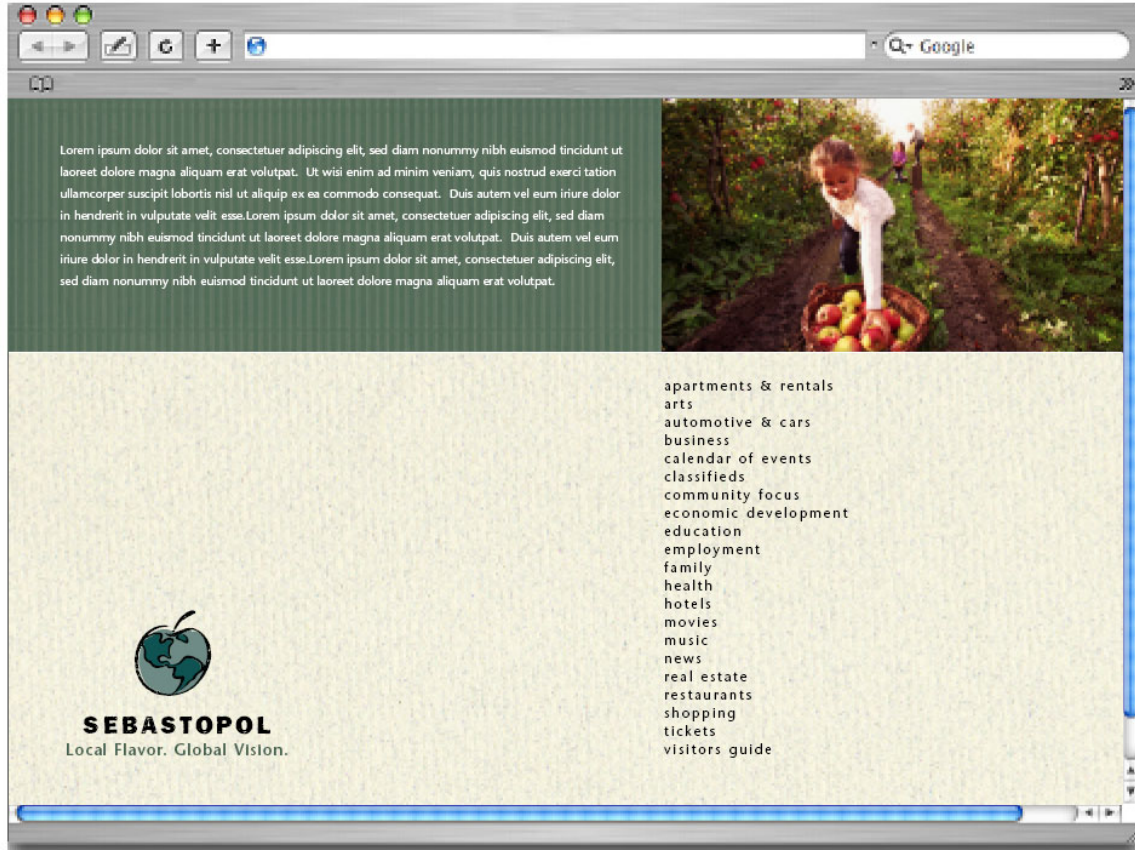 Google
Lorem ipsum dolor sit amet, consectetuer adipiscing elit, sed diam nonummy nibh euismod tincidunt ut
laoreet dolore magna aliquam erat volutpat.  Ut wisi enim ad minim veniam, quis nostrud exerci tation
ullamcorper suscipit lobortis nisl ut aliquip ex ea commodo consequat.  Duis autem vel eum iriure dolor
in hendrerit in vulputate velit esse.Lorem ipsum dolor sit amet, consectetuer adipiscing elit, sed diam
nonummy nibh euismod tincidunt ut laoreet dolore magna aliquam erat volutpat.  Duis autem vel eum
iriure dolor in hendrerit in vulputate velit esse.Lorem ipsum dolor sit amet, consectetuer adipiscing elit,
sed diam nonummy nibh euismod tincidunt ut laoreet dolore magna aliquam erat volutpat.
apartments & rentals
arts
automotive & cars
business
calendar of events
classifieds
community focus
economic development
education
employment
family
health
hotels
movies
music
news
real estate
restaurants
shopping
tickets
visitors guide
SEBASTOPOL
Local Flavor. Global Vision.